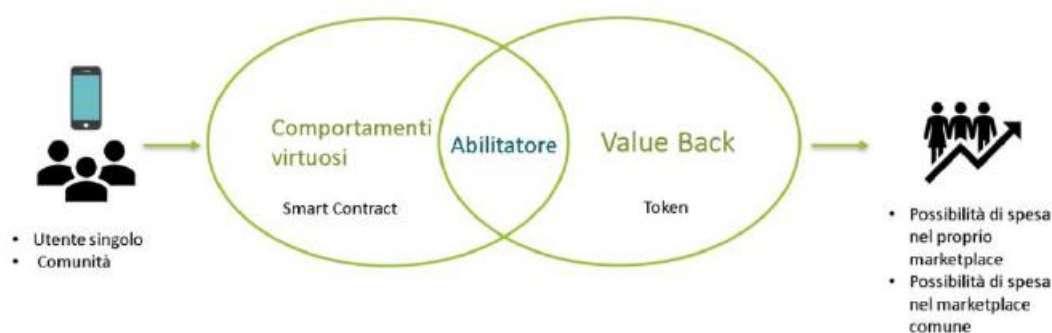 Comportamenti
virtuosi
Smart Contract
Abilitatore
Value Back
Token
• Utente singolo
• Comunità
• Possibilità di spesa
nel proprio
marketplace
• Possibilità di spesa
nel marketplace
comune